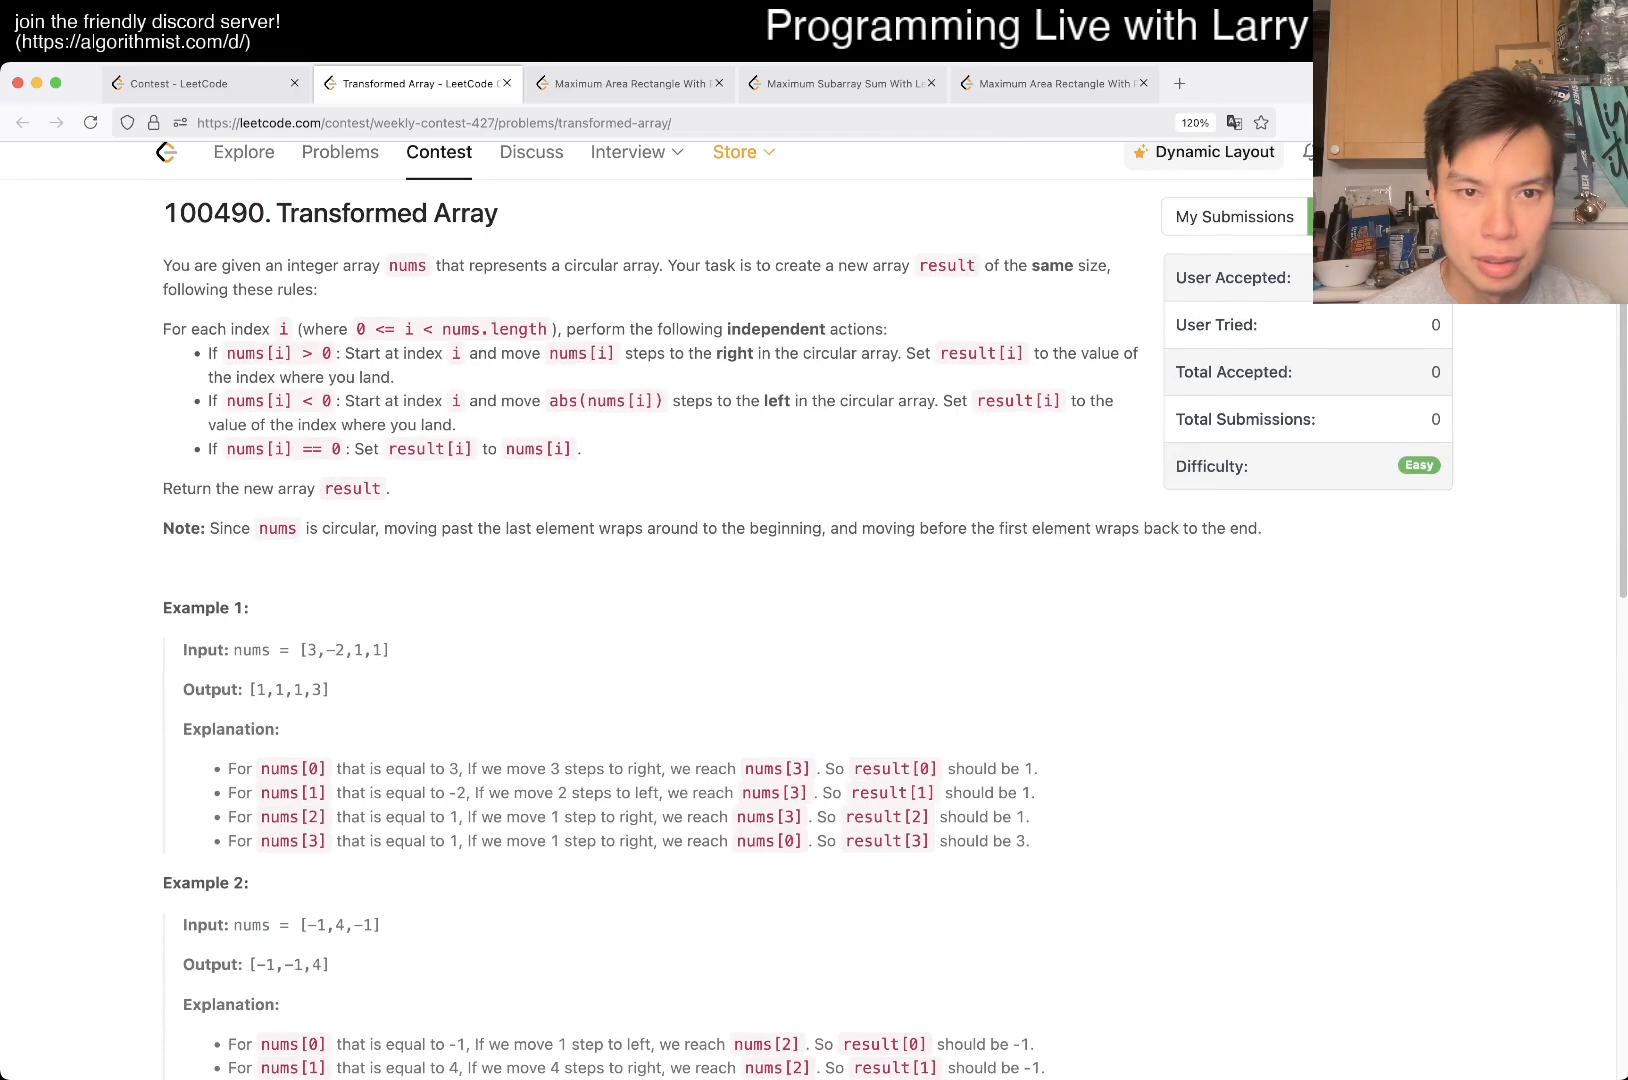 join the friendly discord server!
(https://algorithmist.com/d/)
Programming Live with Larry
Contest - LeetCode
Transformed Array - LeetCode
Maximum Area Rectangle With
Maximum Subarray Sum With Le
Maximum Area Rectangle With
https://leetcode.com/contest/weekly-contest-427/problems/transformed-array/
120%
Explore Problems Contest Discuss Interview Store Dynamic Layout
100490. Transformed Array
My Submissions
You are given an integer array nums that represents a circular array. Your task is to create a new array result of the same size,
following these rules:
For each index i (where 0 <= i < nums.length), perform the following independent actions:
• If nums[i] > 0: Start at index i and move nums[i] steps to the right in the circular array. Set result[i] to the value of
the index where you land.
• If nums[i] < 0: Start at index i and move abs(nums[i]) steps to the left in the circular array. Set result[i] to the
value of the index where you land.
• If nums[i] == 0: Set result[i] to nums[i].
Return the new array result.
Note: Since nums is circular, moving past the last element wraps around to the beginning, and moving before the first element wraps back to the end.
User Accepted:
User Tried: 0
Total Accepted: 0
Total Submissions: 0
Difficulty: Easy
Example 1:
Input: nums = [3,-2,1,1]
Output: [1,1,1,3]
Explanation:
• For nums[0] that is equal to 3, If we move 3 steps to right, we reach nums[3]. So result[0] should be 1.
• For nums[1] that is equal to -2, If we move 2 steps to left, we reach nums[3]. So result[1] should be 1.
• For nums[2] that is equal to 1, If we move 1 step to right, we reach nums[3]. So result[2] should be 1.
• For nums[3] that is equal to 1, If we move 1 step to right, we reach nums[0]. So result[3] should be 3.
Example 2:
Input: nums = [-1,4,-1]
Output: [-1,-1,4]
Explanation:
• For nums[0] that is equal to -1, If we move 1 step to left, we reach nums[2]. So result[0] should be -1.
• For nums[1] that is equal to 4, If we move 4 steps to right, we reach nums[2]. So result[1] should be -1.